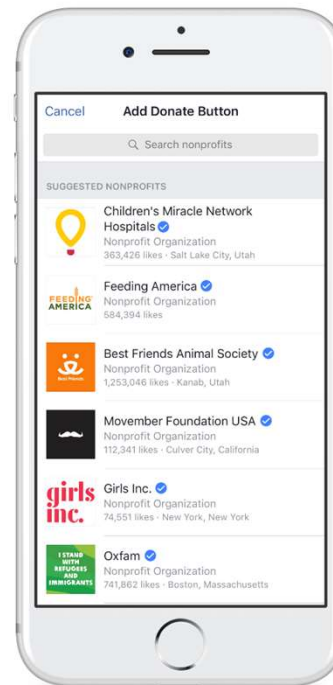 Cancel
Add Donate Button
Search nonprofits
SUGGESTED NONPROFITS
Children's Miracle Network
Hospitals
Nonprofit Organization
363,426 likes · Salt Lake City, Utah
FEEDING
AMERICA
Feeding America
Nonprofit Organization
584,394 likes
Best Friends
Best Friends Animal Society
Nonprofit Organization
1,253,046 likes · Kanab, Utah
Movember Foundation USA
Nonprofit Organization
112,341 likes · Culver City, California
girls
inc.
Girls Inc.
Nonprofit Organization
74,551 likes · New York, New York
I STAND
WITH
REFUGEES
AND
IMMIGRANTS
Oxfam
Nonprofit Organization
741,862 likes · Boston, Massachusetts